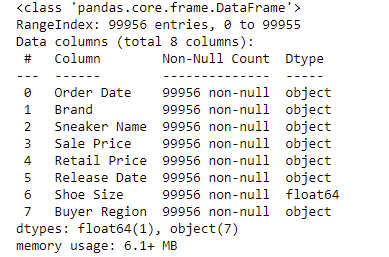 <class 'pandas.core.frame.DataFrame'>
RangeIndex: 99956 entries, 0 to 99955
Data columns (total 8 columns):
 #   Column        Non-Null Count  Dtype
---  ------        --------------  -----
 0   Order Date    99956 non-null  object
 1   Brand         99956 non-null  object
 2   Sneaker Name  99956 non-null  object
 3   Sale Price    99956 non-null  object
 4   Retail Price  99956 non-null  object
 5   Release Date  99956 non-null  object
 6   Shoe Size     99956 non-null  float64
 7   Buyer Region  99956 non-null  object
dtypes: float64(1), object(7)
memory usage: 6.1+ MB